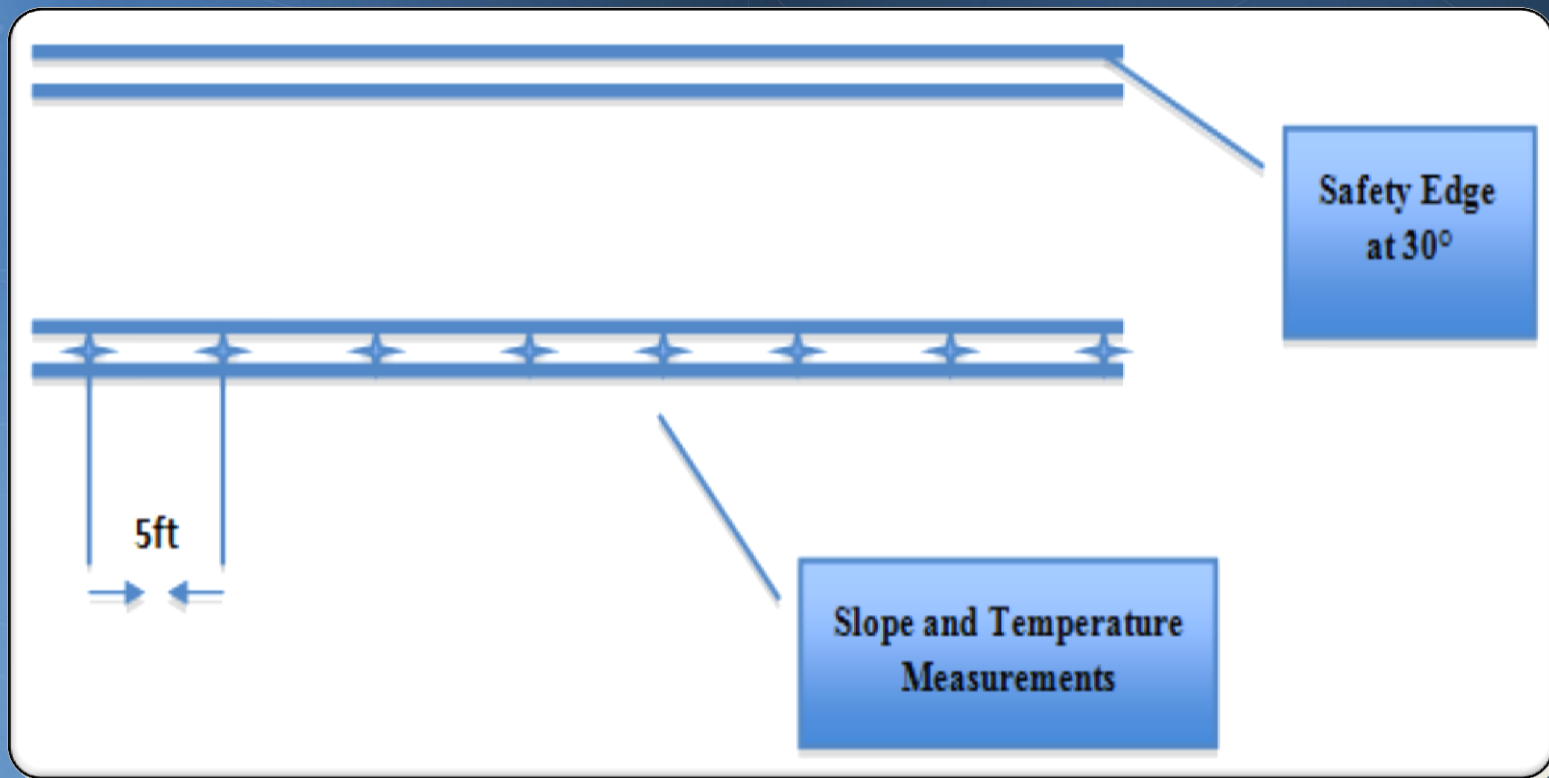 Safety Edge
at 30°
5ft
Slope and Temperature
Measurements